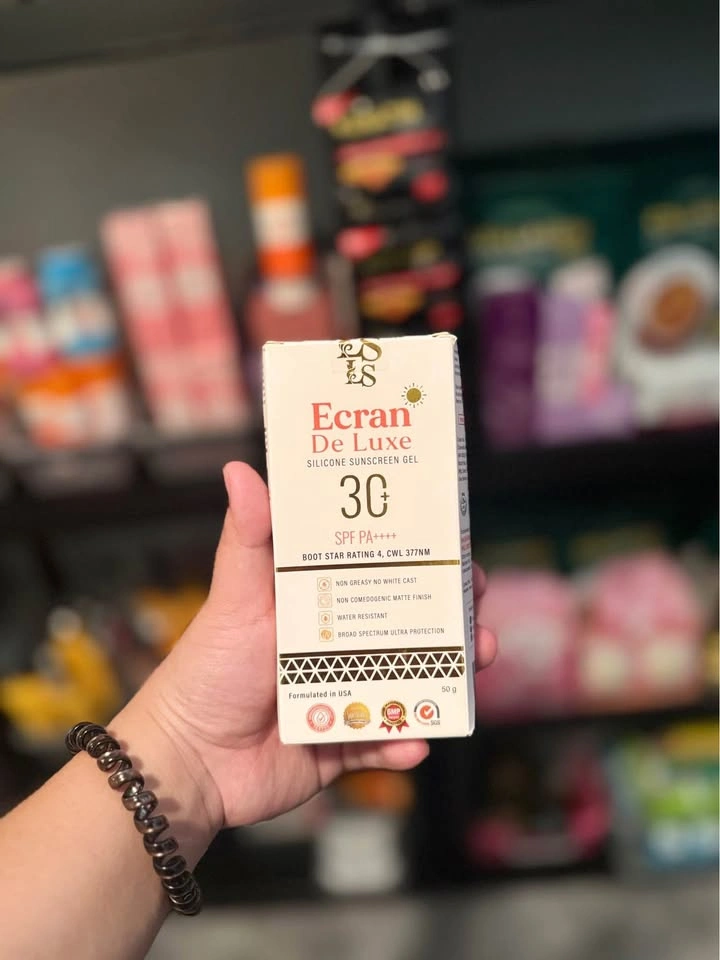 Ecran
De Luxe
SILICONE SUNSCREEN GEL
30+
SPF PA++++
BOOT STAR RATING 4, CWL 377NM
NON GREASY NO WHITE CAST
NON COMEDOGENIC MATTE FINISH
WATER RESISTANT
BROAD SPECTRUM ULTRA PROTECTION
Formulated in USA
50 g
GMP